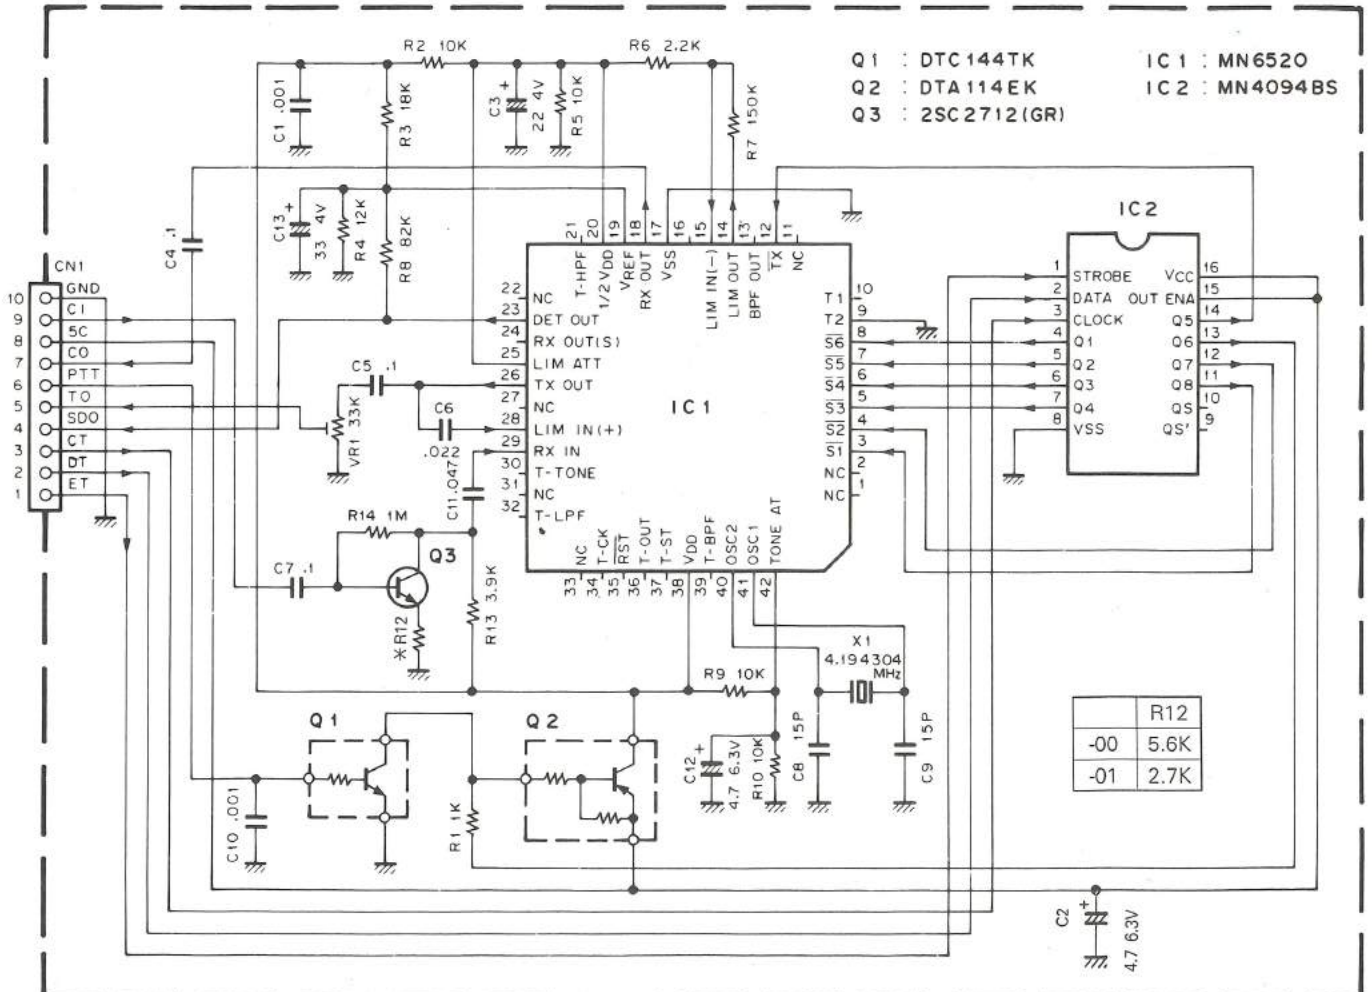 Q1 : DTC144TK
Q2 : DTA114EK
Q3 : 2SC2712(GR)
IC1 : MN6520
IC2 : MN4094BS
R2 10K
R6 2.2K
C1 .001
R3 18K
C3 + 22 4V
R5 10K
R7 150K
C4 .1
C13 + 33 4V
R4 12K
R8 82K
CN1
10 GND
9 CI
8 5C
7 CO
6 PTT
5 TO
4 SDO
3 CT
2 DT
1 ET
IC1
21 T-HPF
20 1/2 VDD
19 VREF
18 RX OUT
17 VSS
16
15 LIM IN(-)
14 LIM OUT
13 BPF OUT
12 TX
11 NC
22 NC
23 DET OUT
24 RX OUT(S)
25 LIM ATT
26 TX OUT
27 NC
28 LIM IN(+)
29 RX IN
30 T-TONE
31 NC
32 T-LPF
T1 10
T2 9
S6 8
S5 7
S4 6
S3 5
S2 4
S1 3
NC 2
NC 1
33 NC
34 T-CK
35 RST
36 T-OUT
37 T-ST
38 VDD
39 T-BPF
40 OSC2
41 OSC1
42 TONE AT
IC2
1 STROBE
2 DATA
3 CLOCK
4 Q1
5 Q2
6 Q3
7 Q4
8 VSS
VCC 16
OUT ENA 15
Q5 14
Q6 13
Q7 12
Q8 11
QS 10
QS' 9
C5 .1
VR1 33K
C6 .022
C11 .047
R14 1M
Q3
C7 .1
*R12
R13 3.9K
X1
4.194304
MHz
R9 10K
Q1
Q2
C12 + 4.7 6.3V
R10 10K
C8 15P
C9 15P
C10 .001
R1 1K
C2 + 4.7 6.3V
R12
-00 5.6K
-01 2.7K